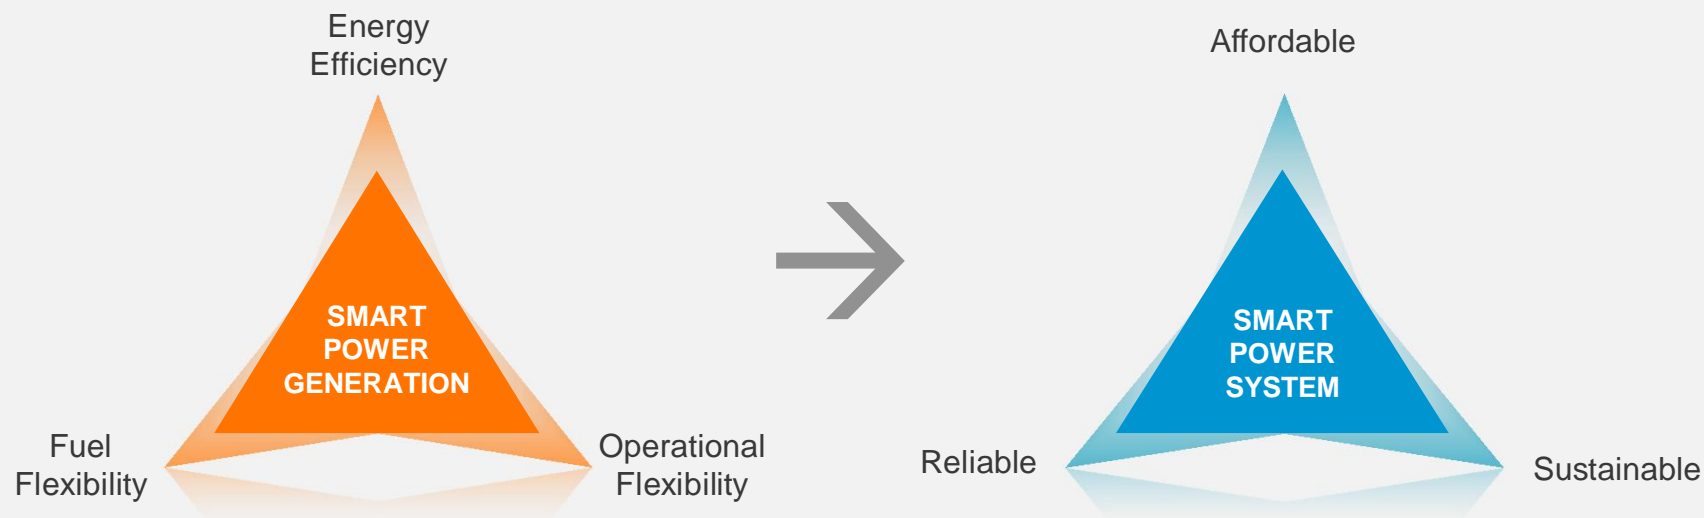 Energy
Efficiency
SMART
POWER
GENERATION
Fuel
Flexibility
Operational
Flexibility
Affordable
SMART
POWER
SYSTEM
Reliable
Sustainable